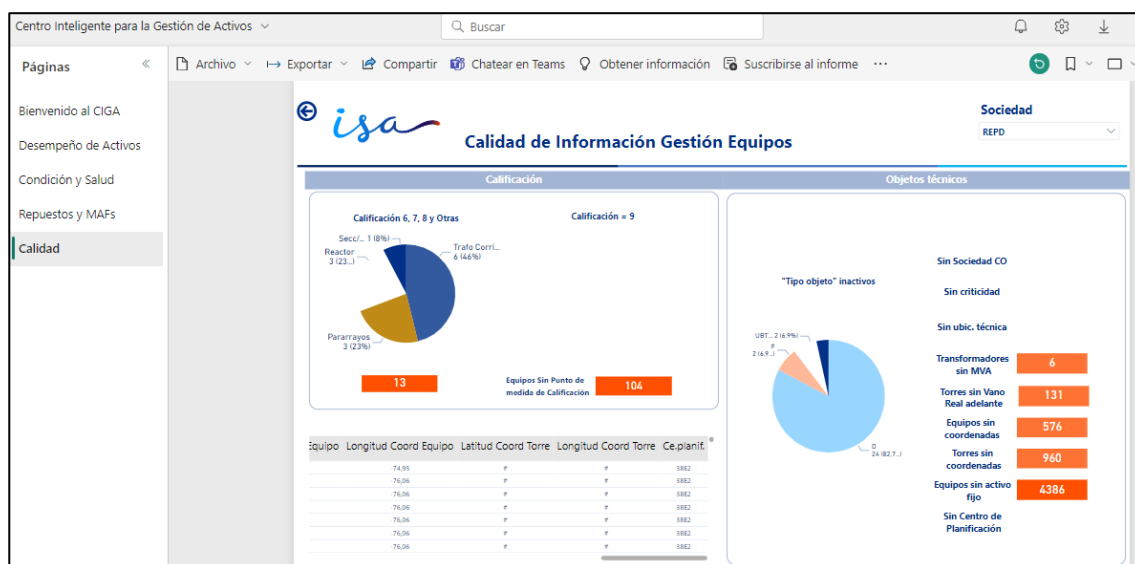 Centro Inteligente para la Gestión de Activos
Buscar
Páginas
Archivo
Exportar
Compartir
Chatear en Teams
Obtener información
Suscribirse al informe
Bienvenido al CIGA
Desempeño de Activos
Condición y Salud
Repuestos y MAFs
Calidad
isa
Calidad de Información Gestión Equipos
Sociedad
REPD
Calificación
Objetos técnicos
Calificación 6, 7, 8 y Otras
Calificación = 9
Secc/... 1 (8%)
Reactor
3 (23...)
Trafo Corri...
6 (46%)
Pararrayos
3 (23%)
13
Equipos Sin Punto de
medida de Calificación
104
"Tipo objeto" inactivos
UBT... 2 (6,9%)
#
2 (6,9...)
D
24 (82,7...)
Sin Sociedad CO
Sin criticidad
Sin ubic. técnica
Transformadores
sin MVA
6
Torres sin Vano
Real adelante
131
Equipos sin
coordenadas
576
Torres sin
coordenadas
960
Equipos sin activo
fijo
4386
Sin Centro de
Planificación
Equipo Longitud Coord Equipo Latitud Coord Torre Longitud Coord Torre Ce.planif.
-74,95 # # SBE2
-76,06 # # SBE2
-76,06 # # SBE2
-76,06 # # SBE2
-76,06 # # SBE2
-76,06 # # SBE2
-76,06 # # SBE2